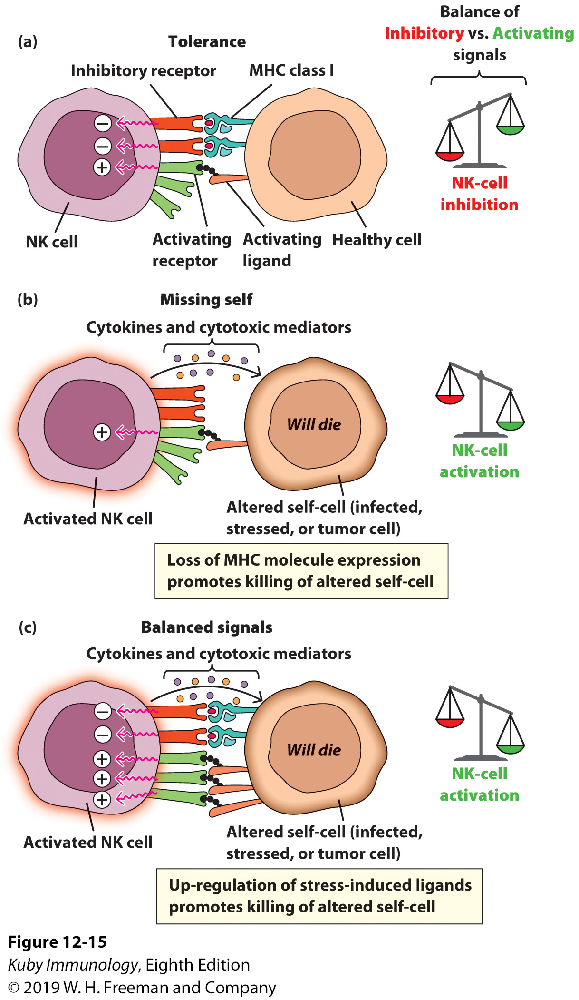 Balance of
Inhibitory vs. Activating
signals
(a)
Tolerance
Inhibitory receptor
MHC class I
−
−
+
NK-cell
inhibition
NK cell
Activating
receptor
Activating
ligand
Healthy cell
(b)
Missing self
Cytokines and cytotoxic mediators
+
Will die
NK-cell
activation
Activated NK cell
Altered self-cell (infected,
stressed, or tumor cell)
Loss of MHC molecule expression
promotes killing of altered self-cell
(c)
Balanced signals
Cytokines and cytotoxic mediators
−
−
+
+
+
Will die
NK-cell
activation
Activated NK cell
Altered self-cell (infected,
stressed, or tumor cell)
Up-regulation of stress-induced ligands
promotes killing of altered self-cell
Figure 12-15
Kuby Immunology, Eighth Edition
© 2019 W. H. Freeman and Company